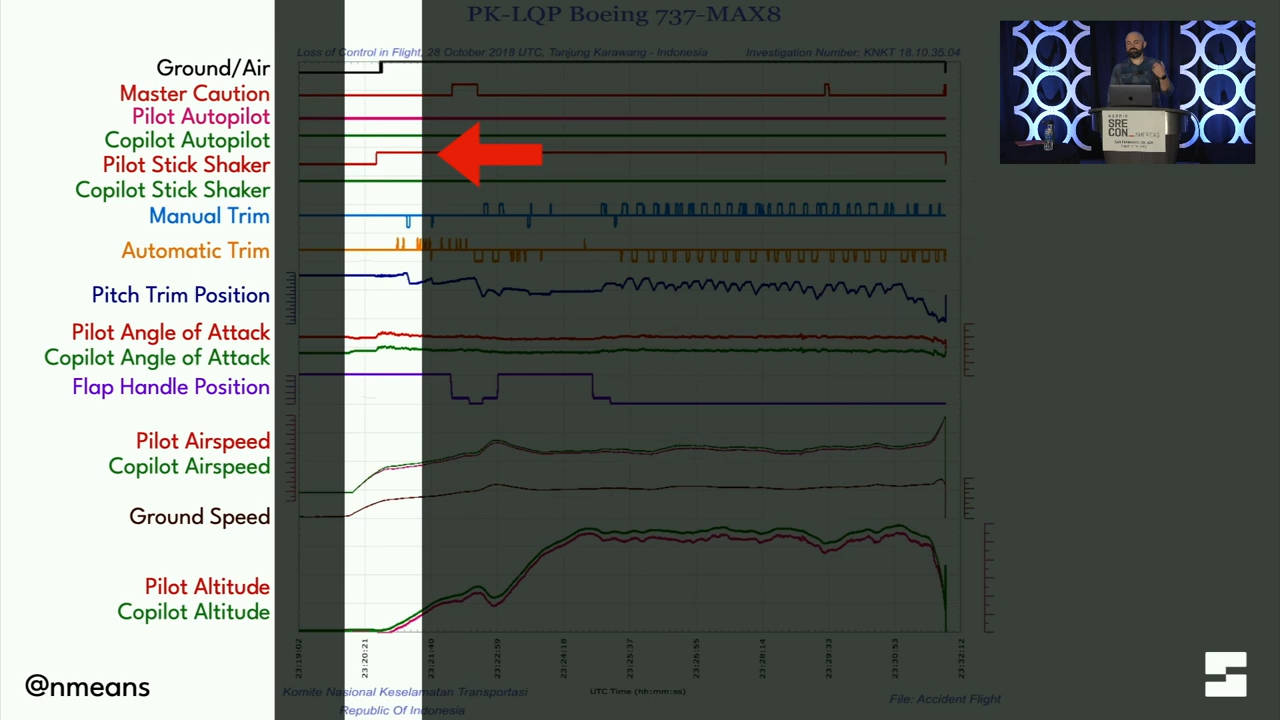 PK-LQP Boeing 737-MAX8
Loss of Control in Flight, 28 October 2018 UTC, Tanjung Karawang - Indonesia
Investigation Number: KNKT 18.10.35.04
Ground/Air
Master Caution
Pilot Autopilot
Copilot Autopilot
Pilot Stick Shaker
Copilot Stick Shaker
Manual Trim
Automatic Trim
Pitch Trim Position
Pilot Angle of Attack
Copilot Angle of Attack
Flap Handle Position
Pilot Airspeed
Copilot Airspeed
Ground Speed
Pilot Altitude
Copilot Altitude
23:19:02
23:20:21
23:21:40
23:22:59
23:24:18
23:25:37
23:26:55
23:28:14
23:29:33
23:30:53
23:32:12
UTC Time (hh:mm:ss)
Komite Nasional Keselamatan Transportasi
Republic Of Indonesia
File: Accident Flight
@nmeans
SRE
CON